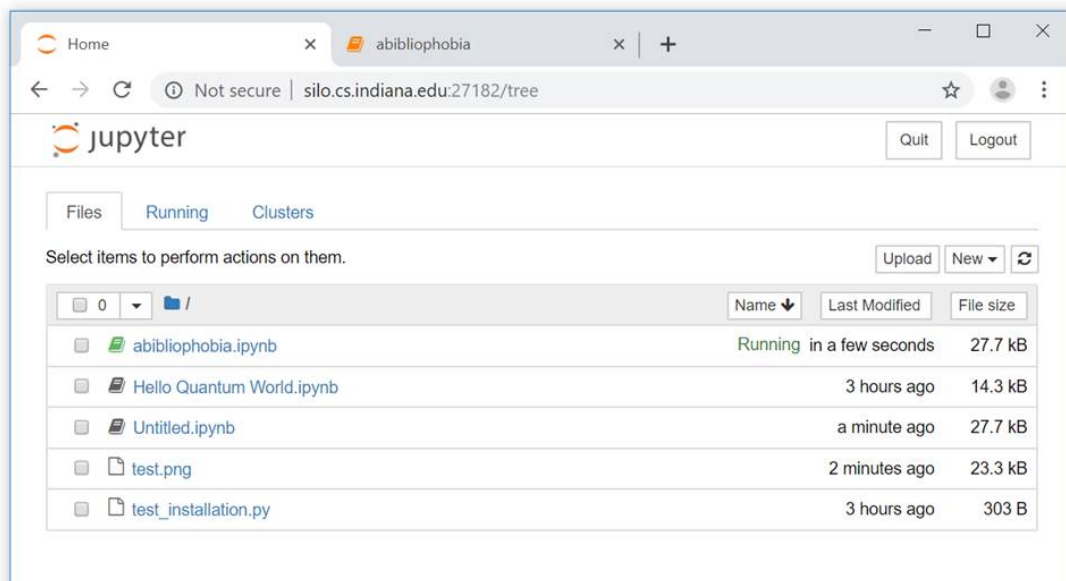 Home abibliophobia
Not secure | silo.cs.indiana.edu:27182/tree
jupyter Quit Logout
Files Running Clusters
Select items to perform actions on them. Upload New
0 / Name Last Modified File size
abibliophobia.ipynb Running in a few seconds 27.7 kB
Hello Quantum World.ipynb 3 hours ago 14.3 kB
Untitled.ipynb a minute ago 27.7 kB
test.png 2 minutes ago 23.3 kB
test_installation.py 3 hours ago 303 B